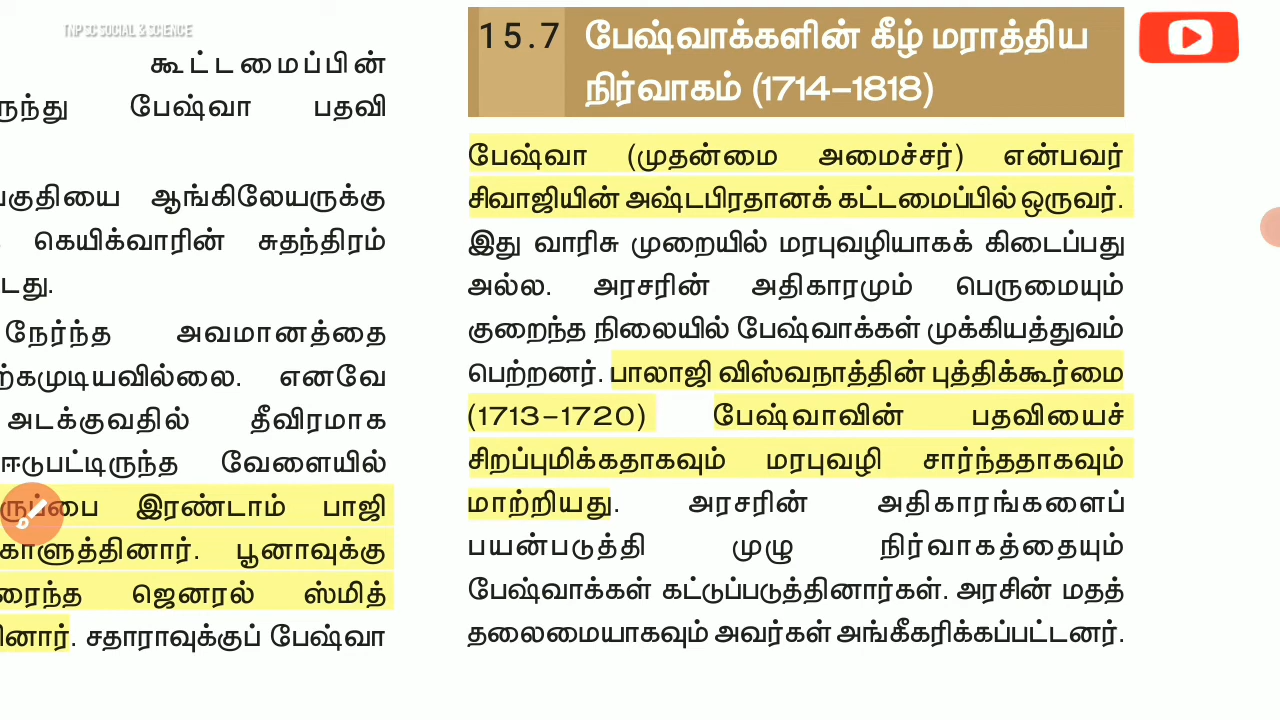 TNPSC SOCIAL & SCIENCE
கூட்டமைப்பின்
ருந்து பேஷ்வா பதவி
குதியை ஆங்கிலேயருக்கு
கெயிக்வாரின் சுதந்திரம்
டது.
நேர்ந்த அவமானத்தை
ற்கமுடியவில்லை. எனவே
அடக்குவதில் தீவிரமாக
ஈடுபட்டிருந்த வேளையில்
ருப்பை இரண்டாம் பாஜி
காளுத்தினார். பூனாவுக்கு
ரைந்த ஜெனரல் ஸ்மித்
னார். சதாராவுக்குப் பேஷ்வா
15.7 பேஷ்வாக்களின் கீழ் மராத்திய
நிர்வாகம் (1714–1818)
பேஷ்வா (முதன்மை அமைச்சர்) என்பவர்
சிவாஜியின் அஷ்டபிரதானக் கட்டமைப்பில் ஒருவர்.
இது வாரிசு முறையில் மரபுவழியாகக் கிடைப்பது
அல்ல. அரசரின் அதிகாரமும் பெருமையும்
குறைந்த நிலையில் பேஷ்வாக்கள் முக்கியத்துவம்
பெற்றனர். பாலாஜி விஸ்வநாத்தின் புத்திக்கூர்மை
(1713–1720) பேஷ்வாவின் பதவியைச்
சிறப்புமிக்கதாகவும் மரபுவழி சார்ந்ததாகவும்
மாற்றியது. அரசரின் அதிகாரங்களைப்
பயன்படுத்தி முழு நிர்வாகத்தையும்
பேஷ்வாக்கள் கட்டுப்படுத்தினார்கள். அரசின் மதத்
தலைமையாகவும் அவர்கள் அங்கீகரிக்கப்பட்டனர்.